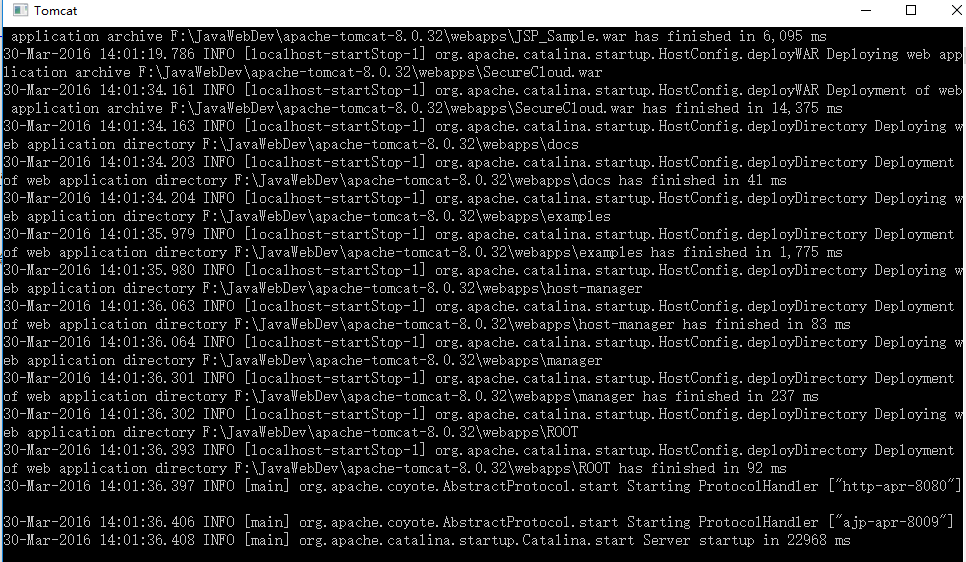 Tomcat
application archive F:\JavaWebDev\apache-tomcat-8.0.32\webapps\JSP_Sample.war has finished in 6,095 ms
30-Mar-2016 14:01:19.786 INFO [localhost-startStop-1] org.apache.catalina.startup.HostConfig.deployWAR Deploying web app
lication archive F:\JavaWebDev\apache-tomcat-8.0.32\webapps\SecureCloud.war
30-Mar-2016 14:01:34.161 INFO [localhost-startStop-1] org.apache.catalina.startup.HostConfig.deployWAR Deployment of web
application archive F:\JavaWebDev\apache-tomcat-8.0.32\webapps\SecureCloud.war has finished in 14,375 ms
30-Mar-2016 14:01:34.163 INFO [localhost-startStop-1] org.apache.catalina.startup.HostConfig.deployDirectory Deploying w
eb application directory F:\JavaWebDev\apache-tomcat-8.0.32\webapps\docs
30-Mar-2016 14:01:34.203 INFO [localhost-startStop-1] org.apache.catalina.startup.HostConfig.deployDirectory Deployment
of web application directory F:\JavaWebDev\apache-tomcat-8.0.32\webapps\docs has finished in 41 ms
30-Mar-2016 14:01:34.204 INFO [localhost-startStop-1] org.apache.catalina.startup.HostConfig.deployDirectory Deploying w
eb application directory F:\JavaWebDev\apache-tomcat-8.0.32\webapps\examples
30-Mar-2016 14:01:35.979 INFO [localhost-startStop-1] org.apache.catalina.startup.HostConfig.deployDirectory Deployment
of web application directory F:\JavaWebDev\apache-tomcat-8.0.32\webapps\examples has finished in 1,775 ms
30-Mar-2016 14:01:35.980 INFO [localhost-startStop-1] org.apache.catalina.startup.HostConfig.deployDirectory Deploying w
eb application directory F:\JavaWebDev\apache-tomcat-8.0.32\webapps\host-manager
30-Mar-2016 14:01:36.063 INFO [localhost-startStop-1] org.apache.catalina.startup.HostConfig.deployDirectory Deployment
of web application directory F:\JavaWebDev\apache-tomcat-8.0.32\webapps\host-manager has finished in 83 ms
30-Mar-2016 14:01:36.064 INFO [localhost-startStop-1] org.apache.catalina.startup.HostConfig.deployDirectory Deploying w
eb application directory F:\JavaWebDev\apache-tomcat-8.0.32\webapps\manager
30-Mar-2016 14:01:36.301 INFO [localhost-startStop-1] org.apache.catalina.startup.HostConfig.deployDirectory Deployment
of web application directory F:\JavaWebDev\apache-tomcat-8.0.32\webapps\manager has finished in 237 ms
30-Mar-2016 14:01:36.302 INFO [localhost-startStop-1] org.apache.catalina.startup.HostConfig.deployDirectory Deploying w
eb application directory F:\JavaWebDev\apache-tomcat-8.0.32\webapps\ROOT
30-Mar-2016 14:01:36.393 INFO [localhost-startStop-1] org.apache.catalina.startup.HostConfig.deployDirectory Deployment
of web application directory F:\JavaWebDev\apache-tomcat-8.0.32\webapps\ROOT has finished in 92 ms
30-Mar-2016 14:01:36.397 INFO [main] org.apache.coyote.AbstractProtocol.start Starting ProtocolHandler ["http-apr-8080"]
30-Mar-2016 14:01:36.406 INFO [main] org.apache.coyote.AbstractProtocol.start Starting ProtocolHandler ["ajp-apr-8009"]
30-Mar-2016 14:01:36.408 INFO [main] org.apache.catalina.startup.Catalina.start Server startup in 22968 ms